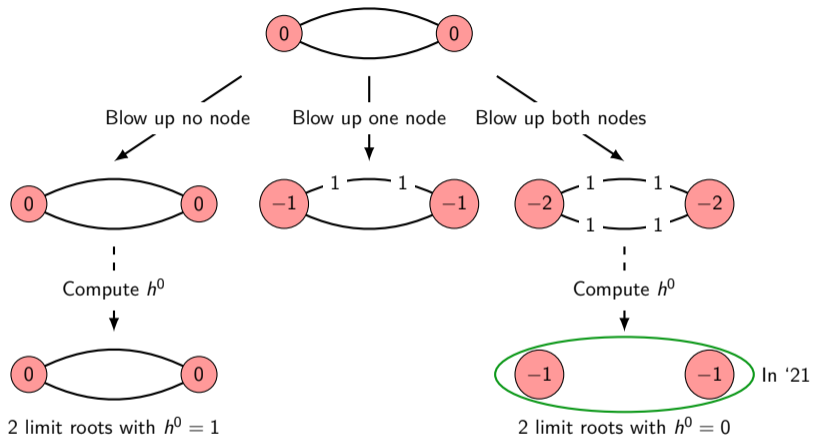 0 0
Blow up no node Blow up one node Blow up both nodes
0 0 −1 1 1 −1 −2 1 1 −2
1 1
Compute h⁰ Compute h⁰
0 0 −1 −1 In ‘21
2 limit roots with h⁰ = 1 2 limit roots with h⁰ = 0